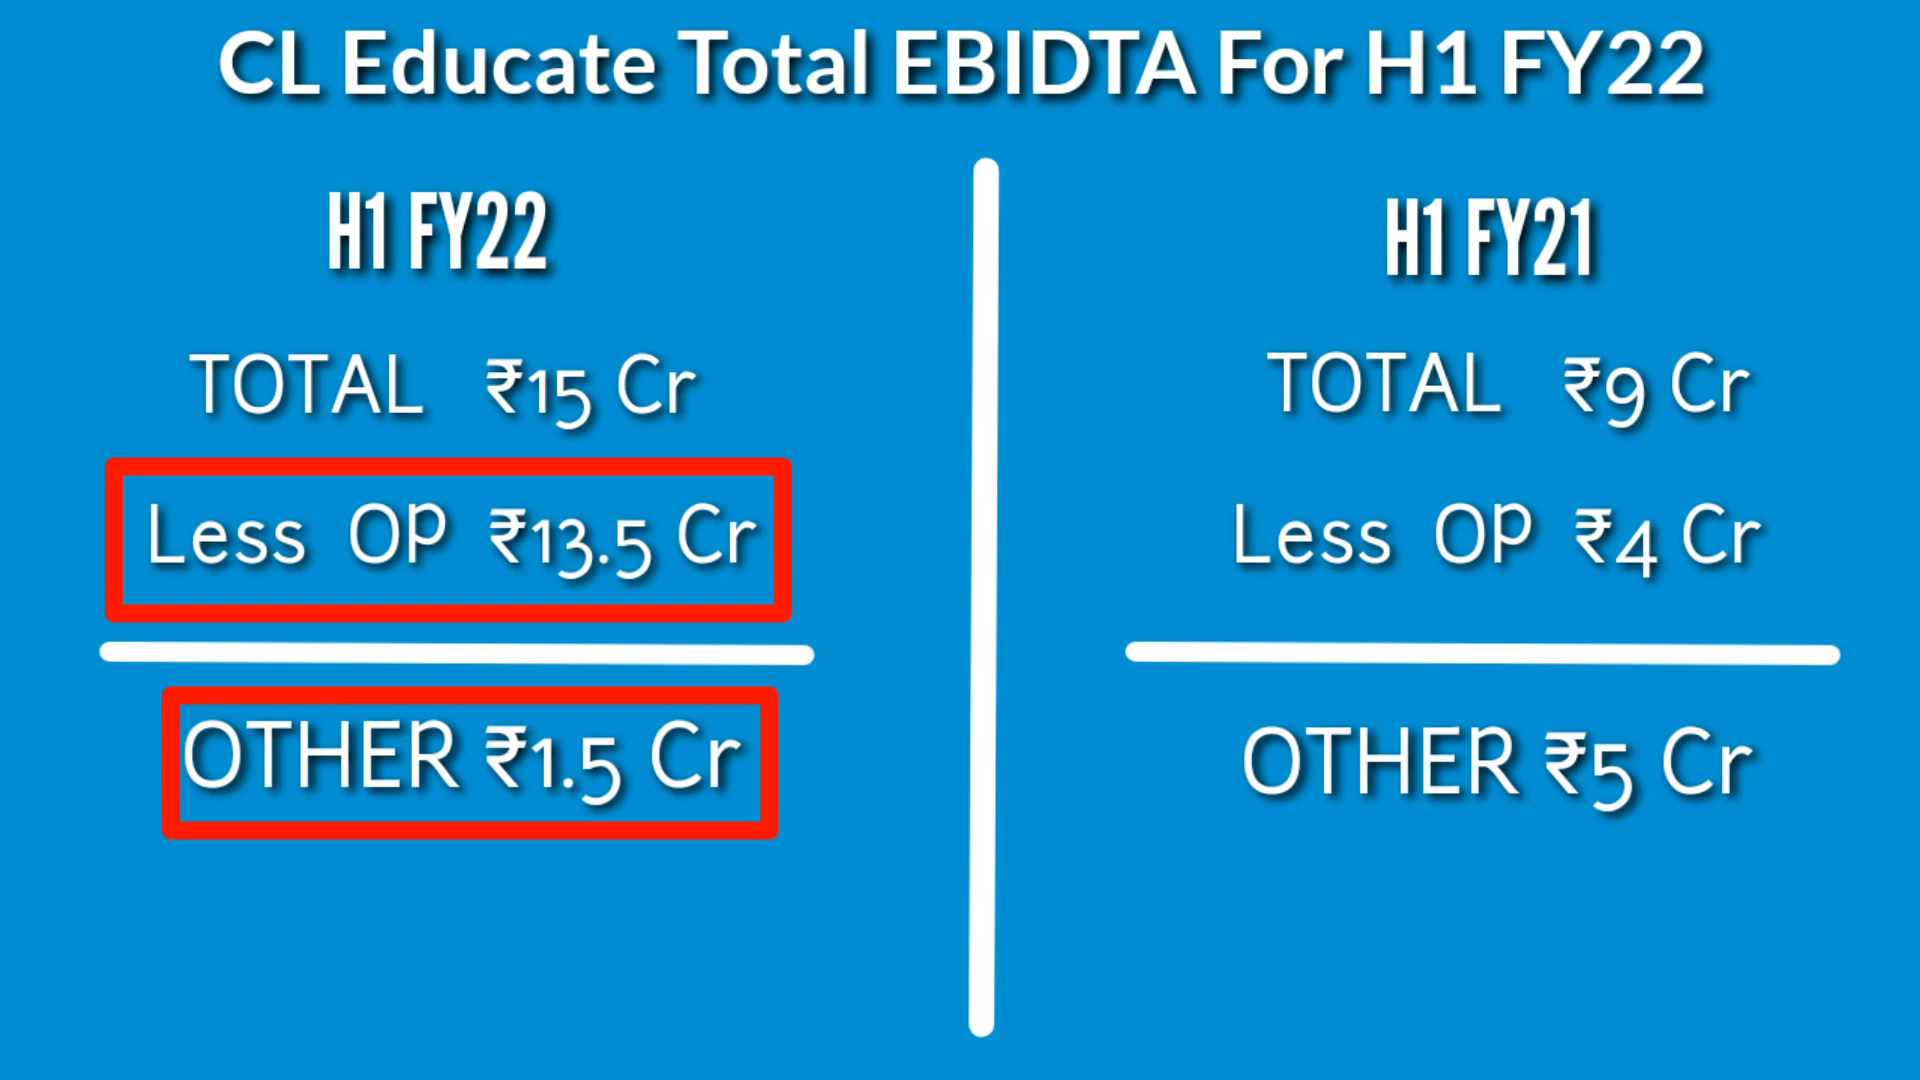 CL Educate Total EBIDTA For H1 FY22
H1 FY22
TOTAL ₹15 Cr
Less OP ₹13.5 Cr
OTHER ₹1.5 Cr
H1 FY21
TOTAL ₹9 Cr
Less OP ₹4 Cr
OTHER ₹5 Cr